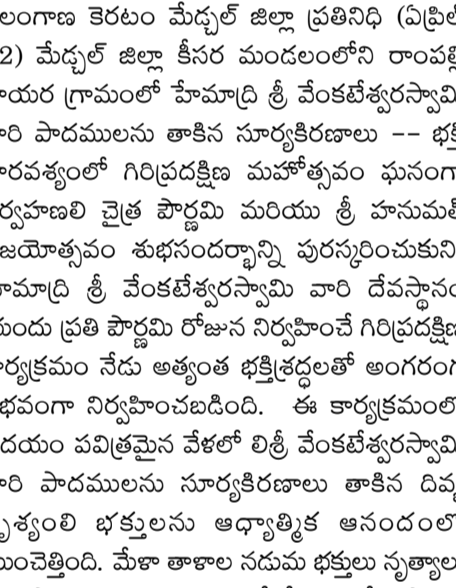 లంగాణ కెరటం మేడ్చల్ జిల్లా ప్రతినిధి (ఏప్రిల్
2) మేడ్చల్ జిల్లా కీసర మండలంలోని రాంపల్లి
ాయర గ్రామంలో హేమాద్రి శ్రీ వేంకటేశ్వరస్వామి
ారి పాదములను తాకిన సూర్యకిరణాలు -- భక్
ారవశ్యంలో గిరిప్రదక్షిణ మహోత్సవం ఘనంగా
ర్వహణలి చైత్ర పౌర్ణమి మరియు శ్రీ హనుమత్
జయోత్సవం శుభసందర్భాన్ని పురస్కరించుకుని
ేమాద్రి శ్రీ వేంకటేశ్వరస్వామి వారి దేవస్థానం
ందు ప్రతి పౌర్ణమి రోజున నిర్వహించే గిరిప్రదక్షిణ
ార్యక్రమం నేడు అత్యంత భక్తిశ్రద్ధలతో అంగరంగ
భవంగా నిర్వహించబడింది. ఈ కార్యక్రమంలో
దయం పవిత్రమైన వేళలో లిశ్రీ వేంకటేశ్వరస్వామి
ారి పాదములను సూర్యకిరణాలు తాకిన దివ్య
ృశ్యంలి భక్తులను ఆధ్యాత్మిక ఆనందంలో
ించెత్తింది. మేళా తాళాల నడుమ భక్తులు నృత్యాల